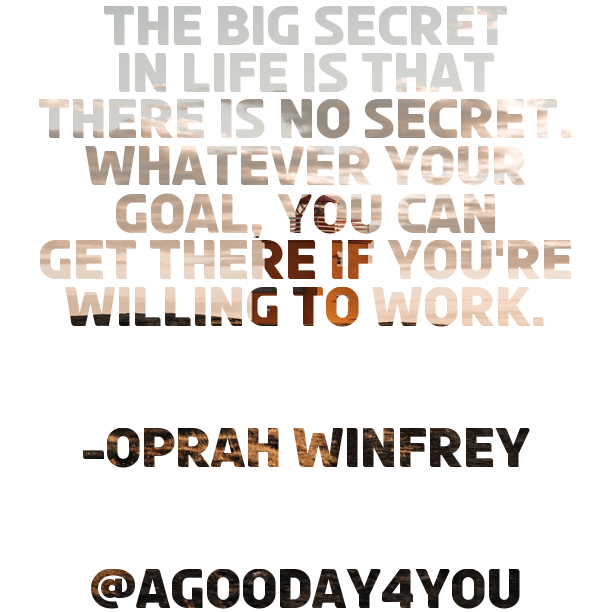 THE BIG SECRET
IN LIFE IS THAT
THERE IS NO SECRET.
WHATEVER YOUR
GOAL, YOU CAN
GET THERE IF YOU'RE
WILLING TO WORK.
-OPRAH WINFREY
@AGOODAY4YOU